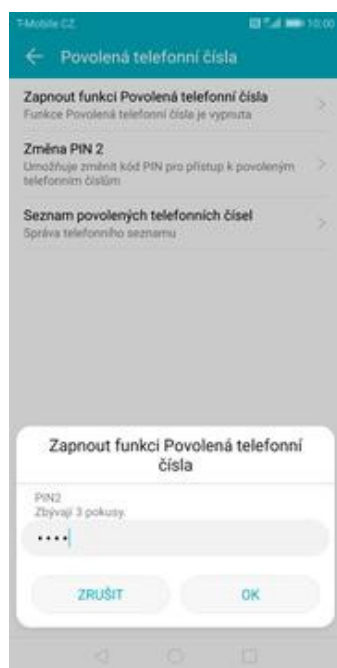 T-Mobile CZ 10:00
Povolená telefonní čísla
Zapnout funkci Povolená telefonní čísla
Funkce Povolená telefonní čísla je vypnuta
Změna PIN 2
Umožňuje změnit kód PIN pro přístup k povoleným
telefonním číslům
Seznam povolených telefonních čísel
Správa telefonního seznamu
Zapnout funkci Povolená telefonní
čísla
PIN2
Zbývají 3 pokusy.
••••
ZRUŠIT OK